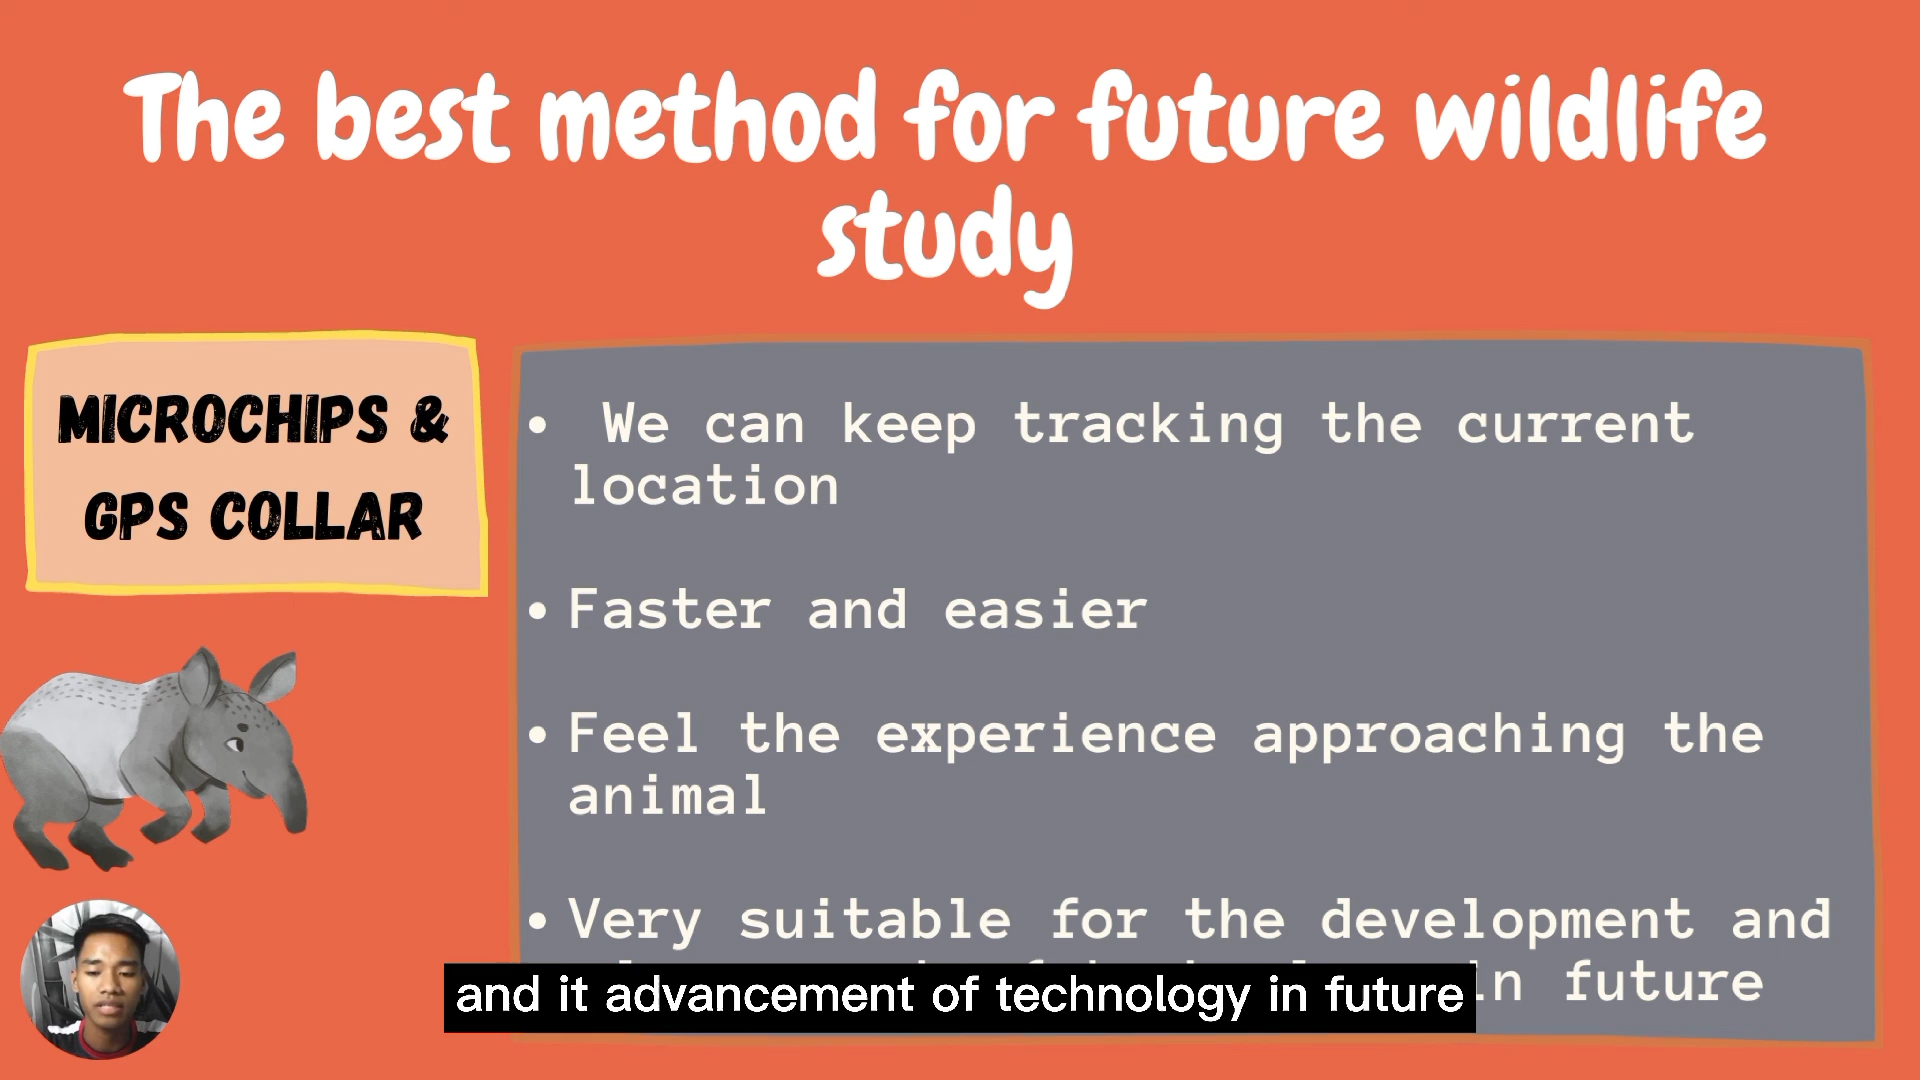 The best method for future wildlife
study
MICROCHIPS &
GPS COLLAR
• We can keep tracking the current
location
• Faster and easier
• Feel the experience approaching the
animal
• Very suitable for the development and
in future
and it advancement of technology in future